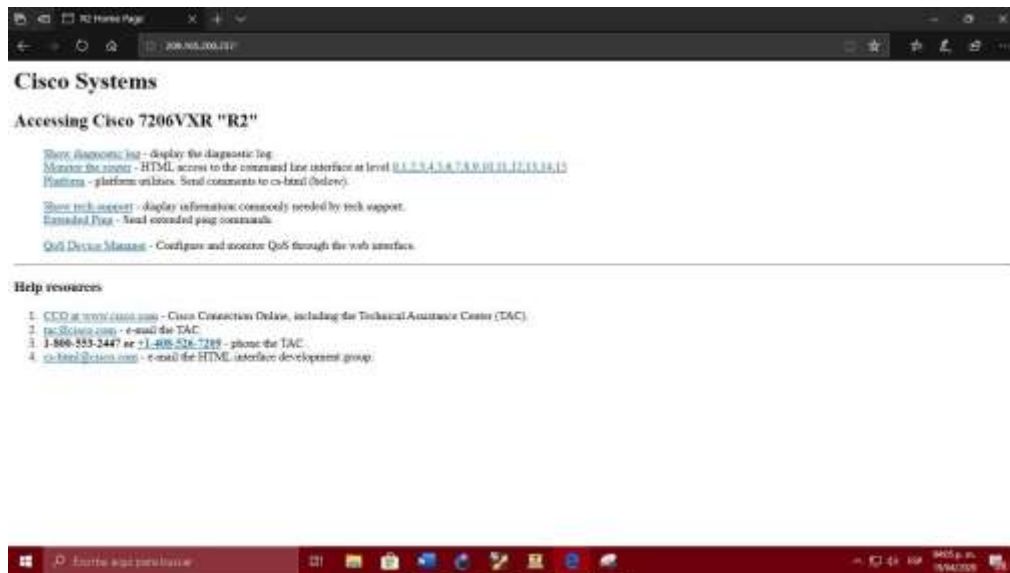 R2 Home Page
Cisco Systems
Accessing Cisco 7206VXR "R2"
Show diagnostic log - display the diagnostic log.
Monitor the router - HTML access to the command line interface at level 0,1,2,3,4,5,6,7,8,9,10,11,12,13,14,15
Platform - platform utilities. Send comments to cs-html (below).
Show tech-support - display information commonly needed by tech support.
Extended Ping - Send extended ping commands.
QoS Device Manager - Configure and monitor QoS through the web interface.
Help resources
1. CCO at www.cisco.com - Cisco Connection Online, including the Technical Assistance Center (TAC).
2. tac@cisco.com - e-mail the TAC.
3. 1-800-553-2447 or +1-408-526-7209 - phone the TAC.
4. cs-html@cisco.com - e-mail the HTML interface development group.
Escribe aquí para buscar
ESP
04:05 p. m.